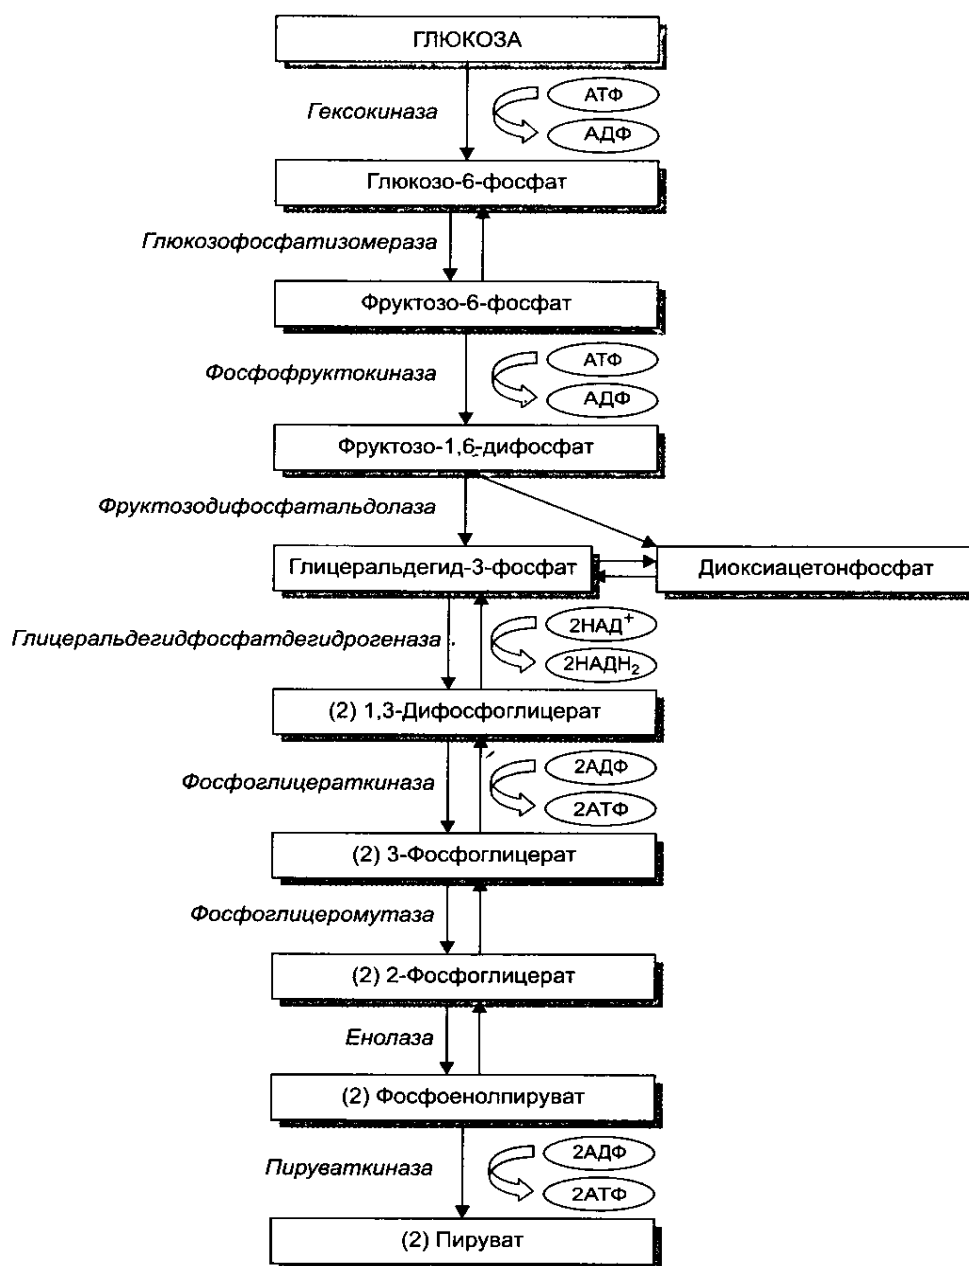 ГЛЮКОЗА
Гексокиназа
АТФ
АДФ
Глюкозо-6-фосфат
Глюкозофосфатизомераза
Фруктозо-6-фосфат
Фосфофруктокиназа
АТФ
АДФ
Фруктозо-1,6-дифосфат
Фруктозодифосфатальдолаза
Глицеральдегид-3-фосфат
Диоксиацетонфосфат
Глицеральдегидфосфатдегидрогеназа
2НАД⁺
2НАДН₂
(2) 1,3-Дифосфоглицерат
Фосфоглицераткиназа
2АДФ
2АТФ
(2) 3-Фосфоглицерат
Фосфоглицеромутаза
(2) 2-Фосфоглицерат
Енолаза
(2) Фосфоенолпируват
Пируваткиназа
2АДФ
2АТФ
(2) Пируват